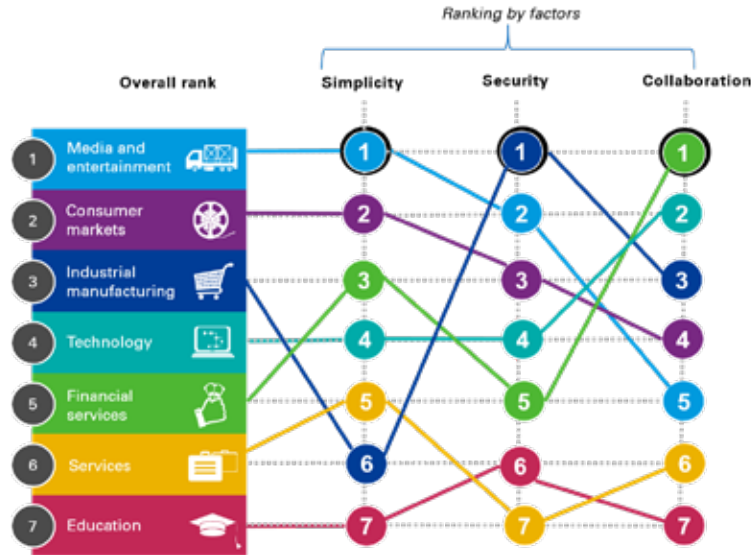 Ranking by factors
Overall rank Simplicity Security Collaboration
1 Media and
entertainment 1 1 1
2 Consumer
markets 2 2 2
3 Industrial
manufacturing 3 3 3
4 Technology 4 4 4
5 Financial
services 5 5 5
6 Services 6 6 6
7 Education 7 7 7